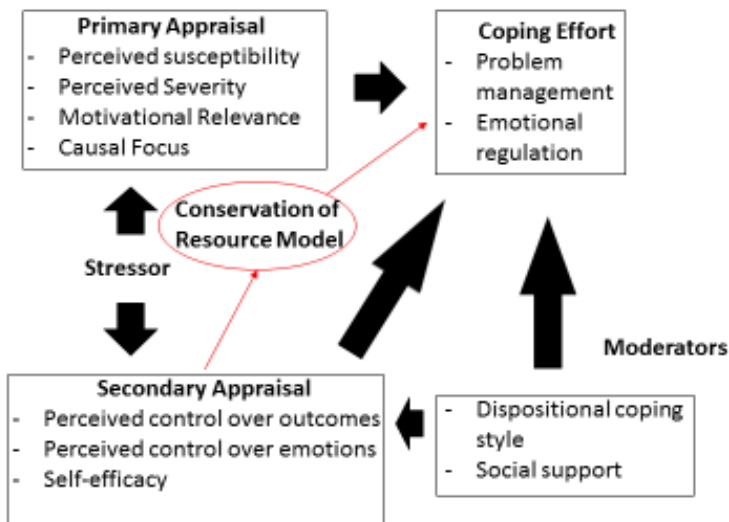 Primary Appraisal
- Perceived susceptibility
- Perceived Severity
- Motivational Relevance
- Causal Focus
Coping Effort
- Problem
management
- Emotional
regulation
Conservation of
Resource Model
Stressor
Moderators
Secondary Appraisal
- Perceived control over outcomes
- Perceived control over emotions
- Self-efficacy
- Dispositional coping
style
- Social support